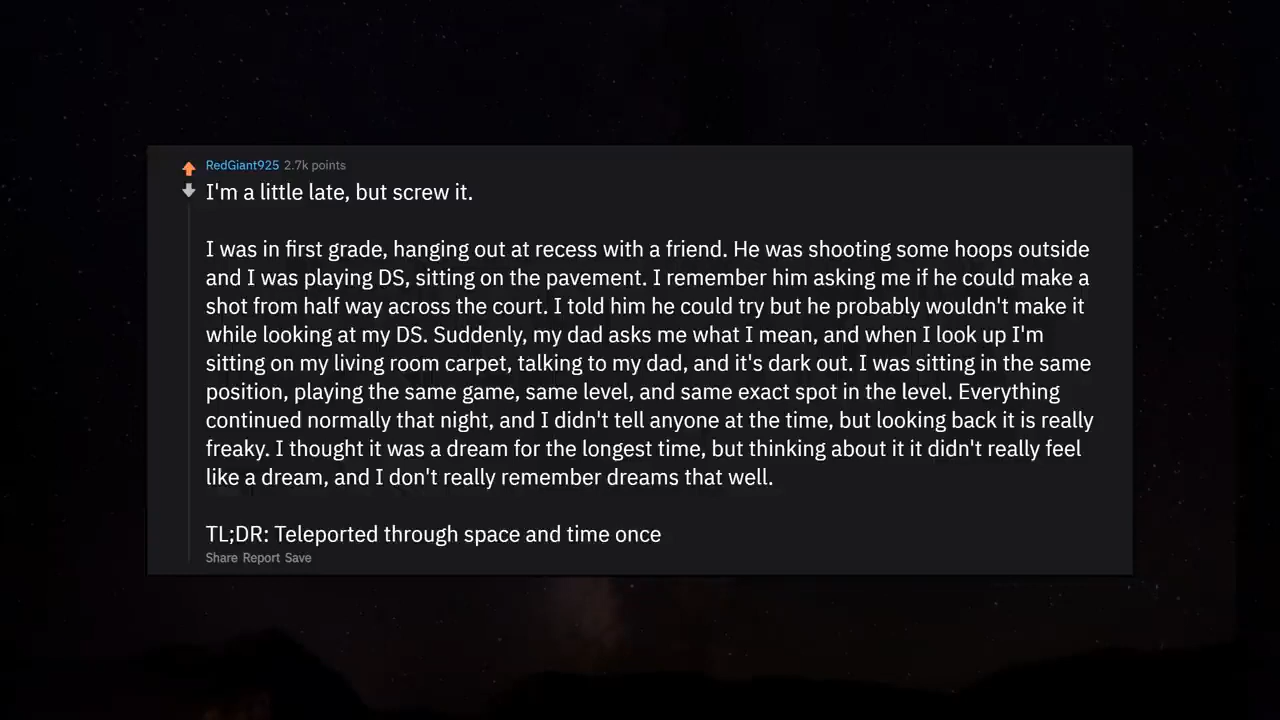 RedGiant925 2.7k points
I'm a little late, but screw it.
I was in first grade, hanging out at recess with a friend. He was shooting some hoops outside
and I was playing DS, sitting on the pavement. I remember him asking me if he could make a
shot from half way across the court. I told him he could try but he probably wouldn't make it
while looking at my DS. Suddenly, my dad asks me what I mean, and when I look up I'm
sitting on my living room carpet, talking to my dad, and it's dark out. I was sitting in the same
position, playing the same game, same level, and same exact spot in the level. Everything
continued normally that night, and I didn't tell anyone at the time, but looking back it is really
freaky. I thought it was a dream for the longest time, but thinking about it it didn't really feel
like a dream, and I don't really remember dreams that well.
TL;DR: Teleported through space and time once
Share Report Save